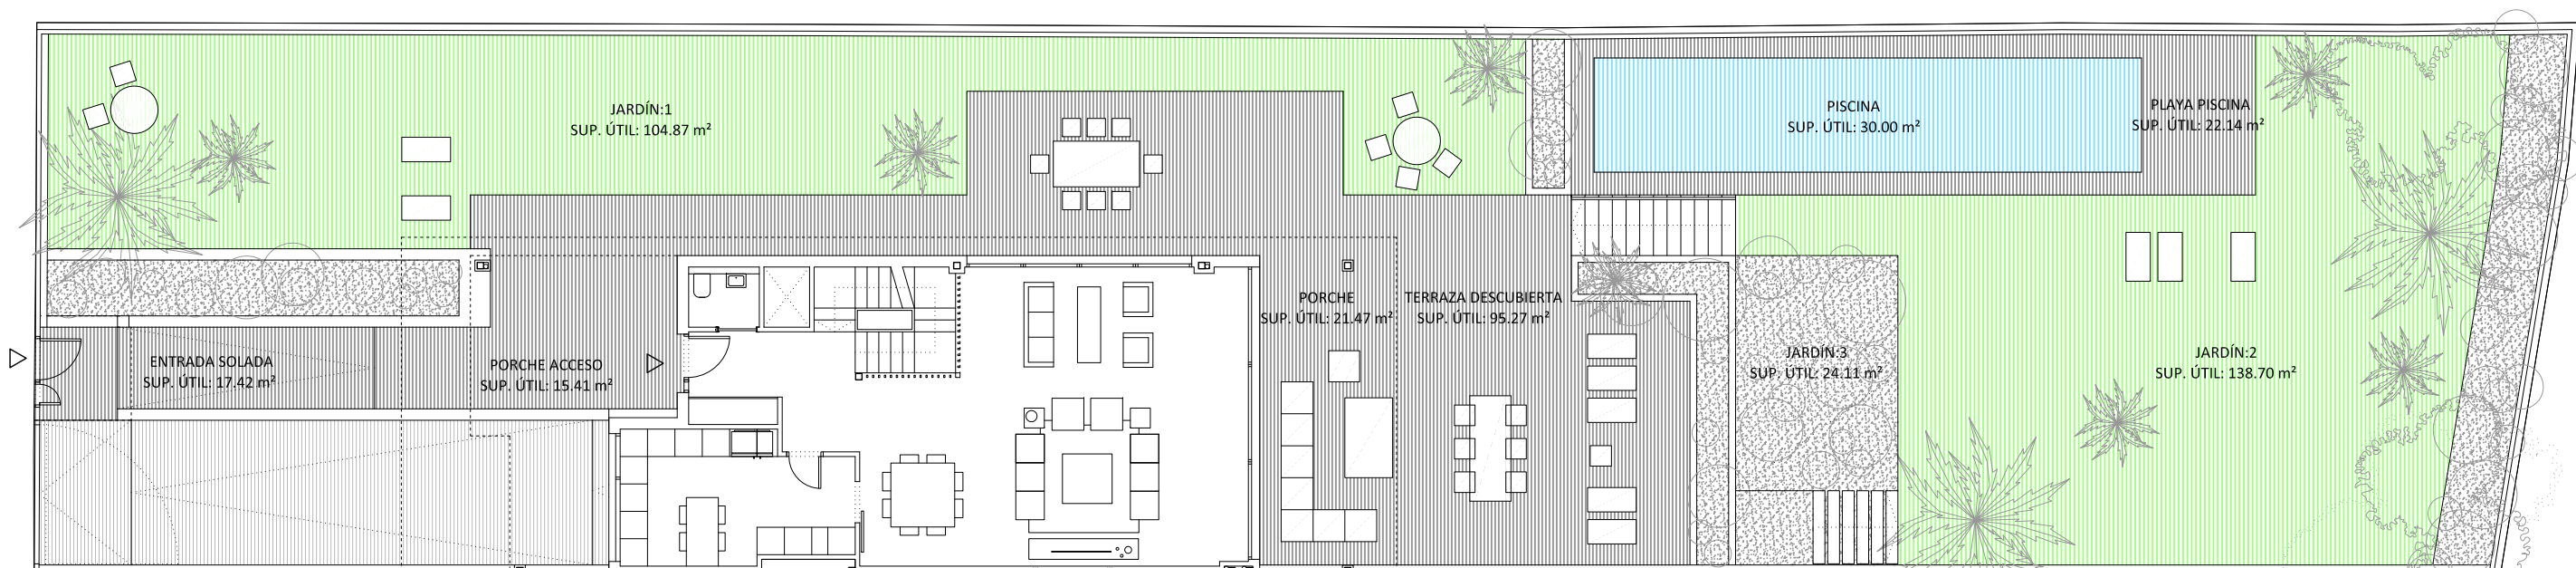 JARDÍN:1
SUP. ÚTIL: 104.87 m²
PISCINA
SUP. ÚTIL: 30.00 m²
PLAYA PISCINA
SUP. ÚTIL: 22.14 m²
PORCHE
SUP. ÚTIL: 21.47 m²
TERRAZA DESCUBIERTA
SUP. ÚTIL: 95.27 m²
ENTRADA SOLADA
SUP. ÚTIL: 17.42 m²
PORCHE ACCESO
SUP. ÚTIL: 15.41 m²
JARDÍN:3
SUP. ÚTIL: 24.11 m²
JARDÍN:2
SUP. ÚTIL: 138.70 m²